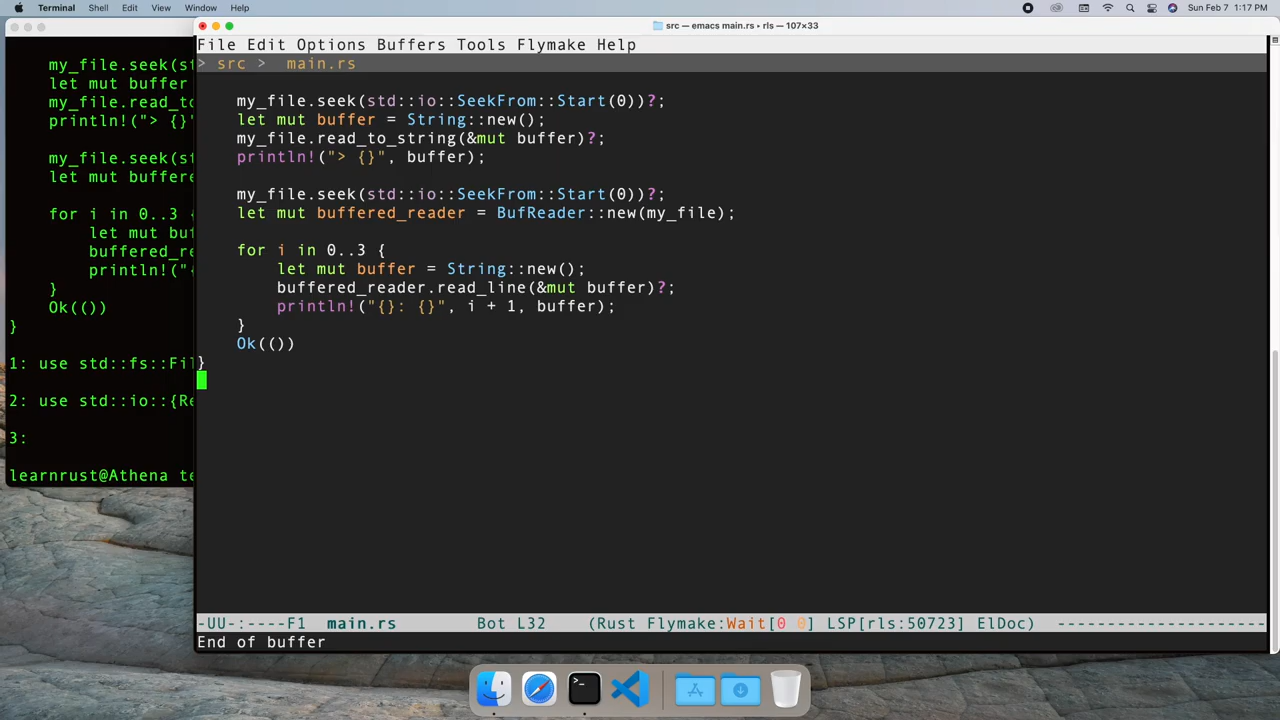 Terminal Shell Edit View Window Help Sun Feb 7 1:17 PM
src — emacs main.rs ▸ rls — 107×33
File Edit Options Buffers Tools Flymake Help
> src > main.rs
my_file.seek(std::io::SeekFrom::Start(0))?;
let mut buffer = String::new();
my_file.read_to_string(&mut buffer)?;
println!("> {}", buffer);
my_file.seek(std::io::SeekFrom::Start(0))?;
let mut buffered_reader = BufReader::new(my_file);
for i in 0..3 {
let mut buffer = String::new();
buffered_reader.read_line(&mut buffer)?;
println!("{}: {}", i + 1, buffer);
}
Ok(())
}
-UU-:----F1 main.rs Bot L32 (Rust Flymake:Wait[0 0] LSP[rls:50723] ElDoc) ---------------------
End of buffer
my_file.seek(st
let mut buffer
my_file.read_to
println!("> {}"
my_file.seek(st
let mut buffere
for i in 0..3 {
let mut buf
buffered_re
println!("{
}
Ok(())
}
1: use std::fs::Fil
2: use std::io::{Re
3:
learnrust@Athena te